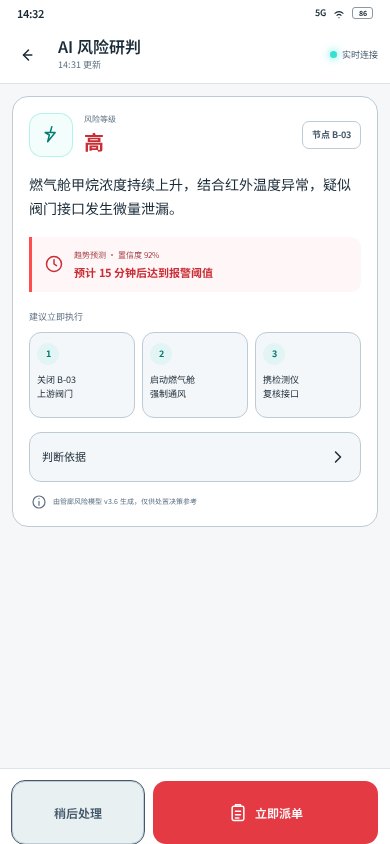 14:32
5G
86
AI 风险研判
14:31 更新
实时连接
风险等级
高
节点 B-03
燃气舱甲烷浓度持续上升，结合红外温度异常，疑似
阀门接口发生微量泄漏。
趋势预测 · 置信度 92%
预计 15 分钟后达到报警阈值
建议立即执行
1
关闭 B-03
上游阀门
2
启动燃气舱
强制通风
3
携检测仪
复核接口
判断依据
由管廊风险模型 v3.6 生成，仅供处置决策参考
稍后处理
立即派单